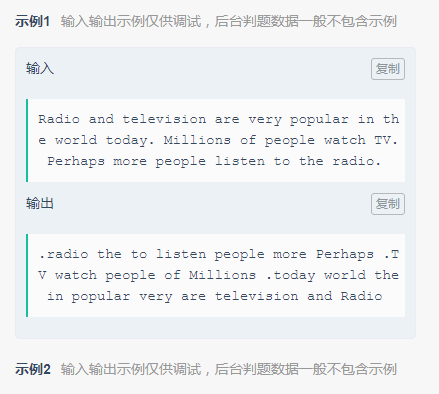 示例1 输入输出示例仅供调试，后台判题数据一般不包含示例
输入
复制
Radio and television are very popular in th
e world today. Millions of people watch TV.
Perhaps more people listen to the radio.
输出
复制
.radio the to listen people more Perhaps .T
V watch people of Millions .today world the
in popular very are television and Radio
示例2 输入输出示例仅供调试，后台判题数据一般不包含示例